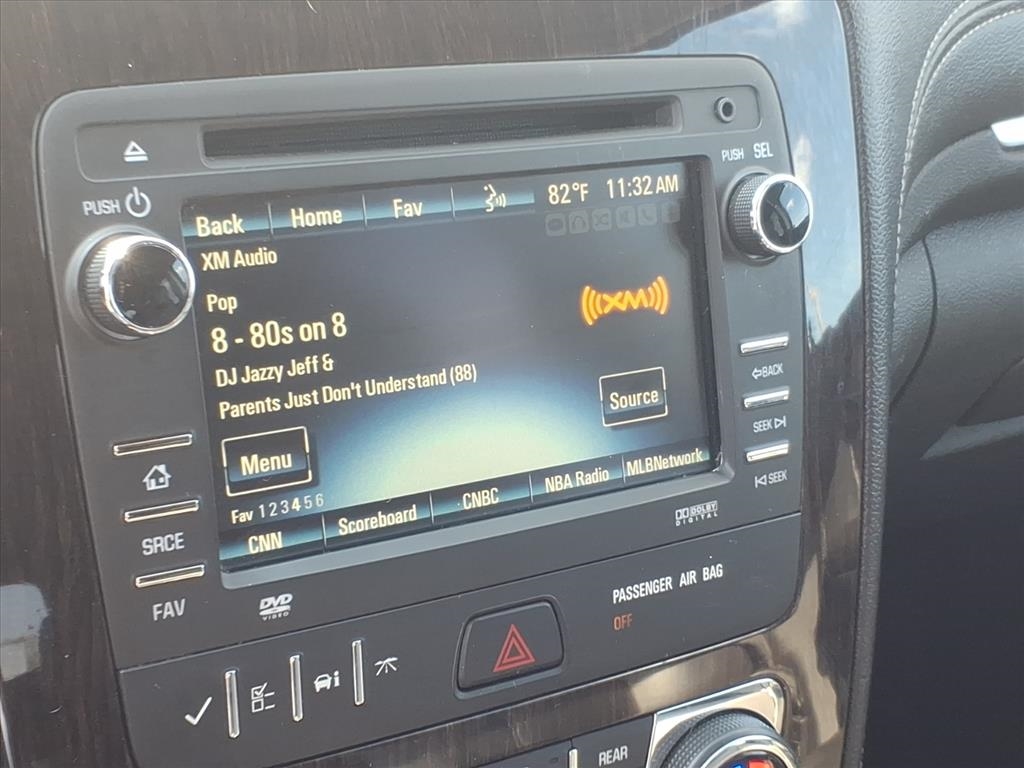 PUSH SEL
PUSH
Back Home Fav 82°F 11:32 AM
XM Audio
Pop
((XM))
8 - 80s on 8
DJ Jazzy Jeff &
Parents Just Don't Understand (88)
Source
Menu
Fav 1 2 3 4 5 6
CNN Scoreboard CNBC NBA Radio MLBNetwork
BACK
SEEK
SEEK
SRCE
FAV
DVD
VIDEO
DOLBY
DIGITAL
PASSENGER AIR BAG
OFF
REAR